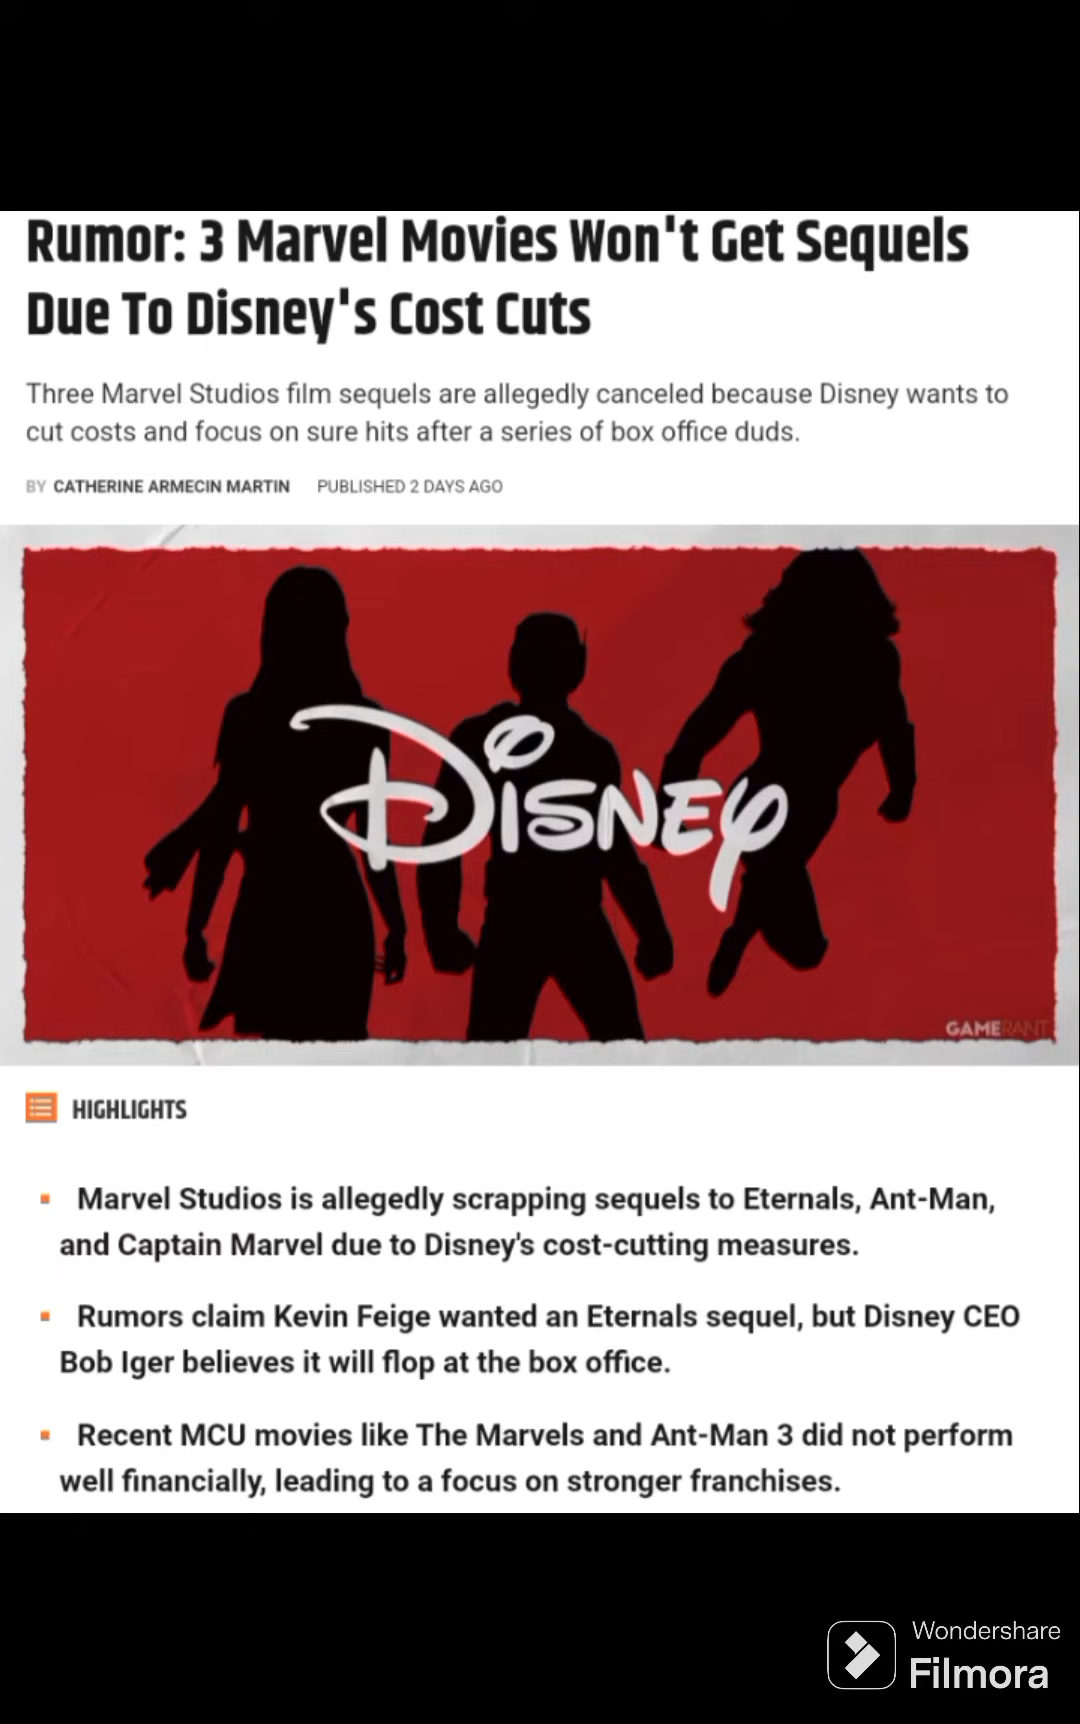 Rumor: 3 Marvel Movies Won't Get Sequels
Due To Disney's Cost Cuts
Three Marvel Studios film sequels are allegedly canceled because Disney wants to
cut costs and focus on sure hits after a series of box office duds.
BY CATHERINE ARMECIN MARTIN PUBLISHED 2 DAYS AGO
DISNEY
GAMERANT
HIGHLIGHTS
▪ Marvel Studios is allegedly scrapping sequels to Eternals, Ant-Man,
and Captain Marvel due to Disney's cost-cutting measures.
▪ Rumors claim Kevin Feige wanted an Eternals sequel, but Disney CEO
Bob Iger believes it will flop at the box office.
▪ Recent MCU movies like The Marvels and Ant-Man 3 did not perform
well financially, leading to a focus on stronger franchises.
Wondershare
Filmora